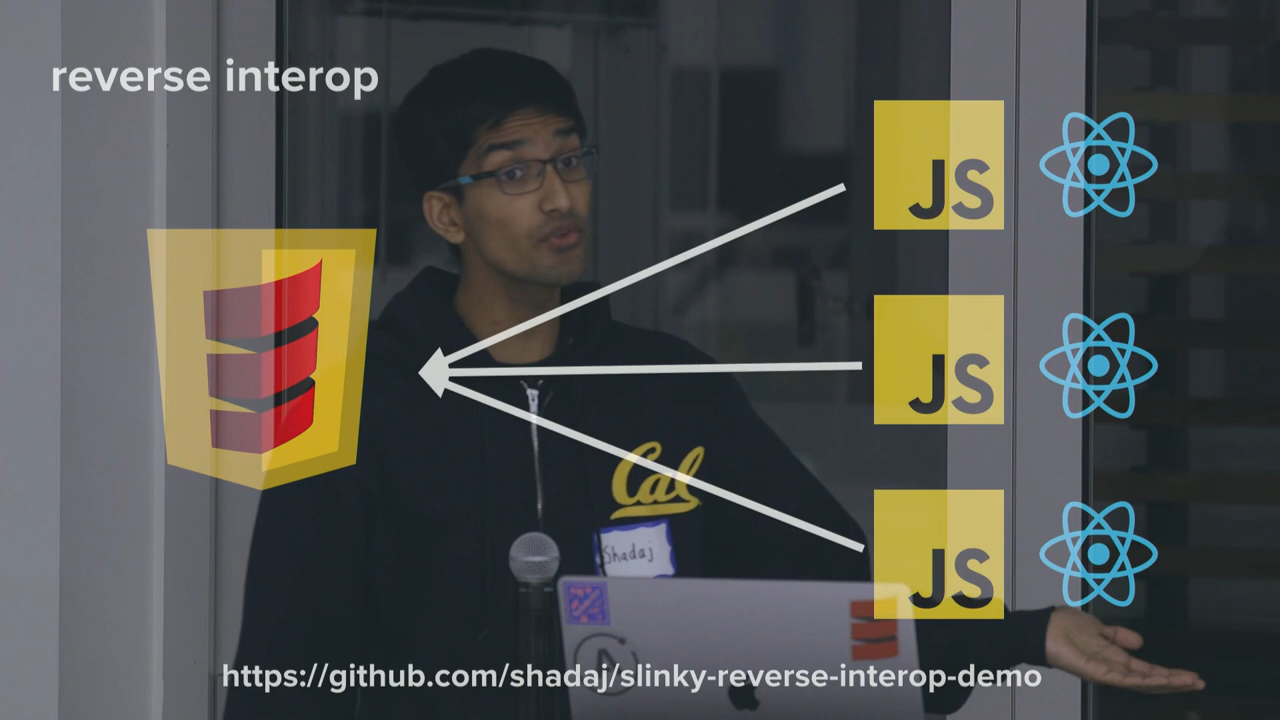 reverse interop
JS
JS
Cal
Shadaj
JS
https://github.com/shadaj/slinky-reverse-interop-demo